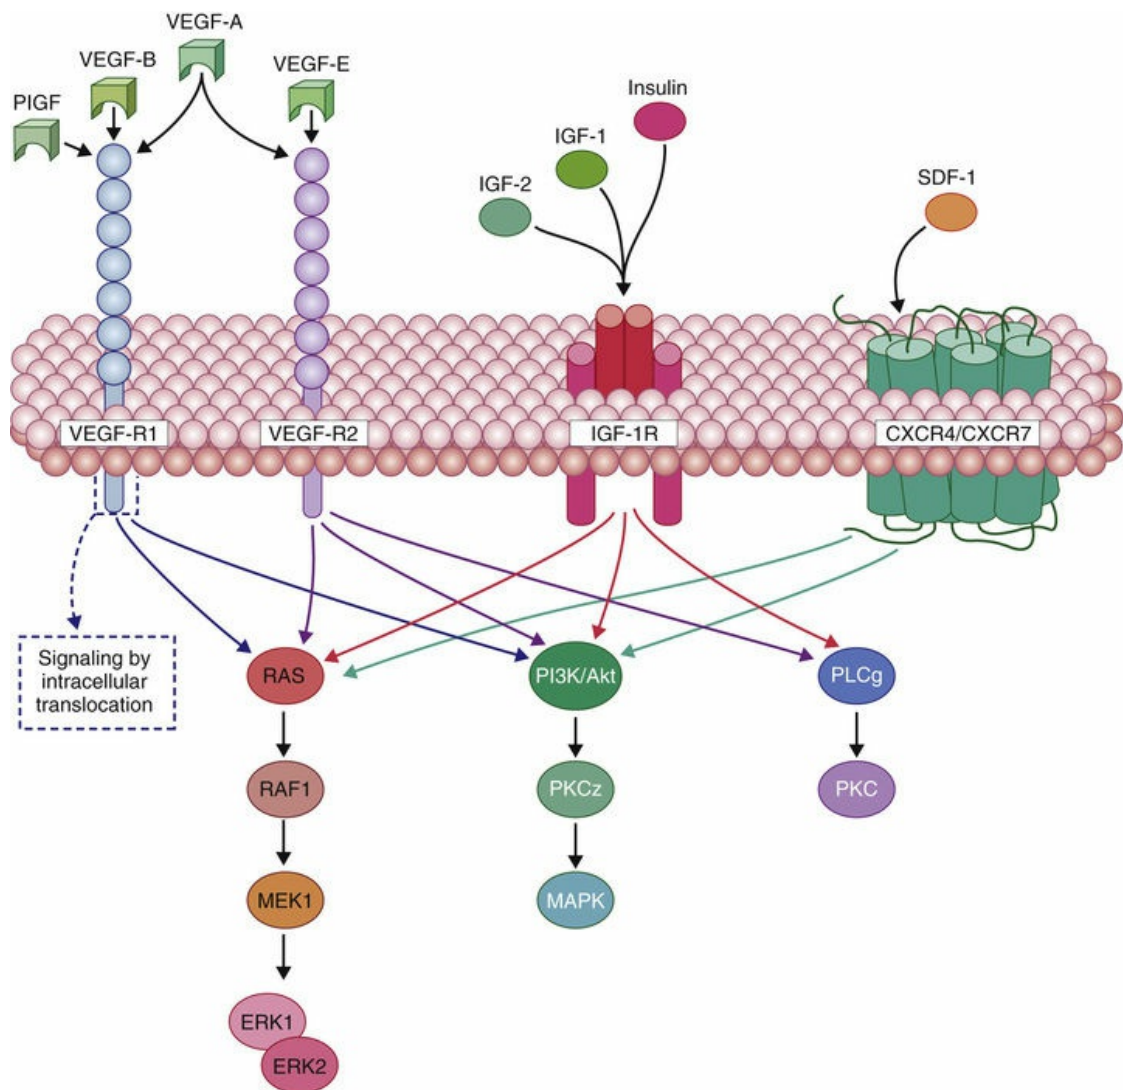 VEGF-A
VEGF-B
VEGF-E
PIGF
Insulin
IGF-1
IGF-2
SDF-1
VEGF-R1
VEGF-R2
IGF-1R
CXCR4/CXCR7
Signaling by
intracellular
translocation
RAS
PI3K/Akt
PLCg
RAF1
PKCz
PKC
MEK1
MAPK
ERK1
ERK2